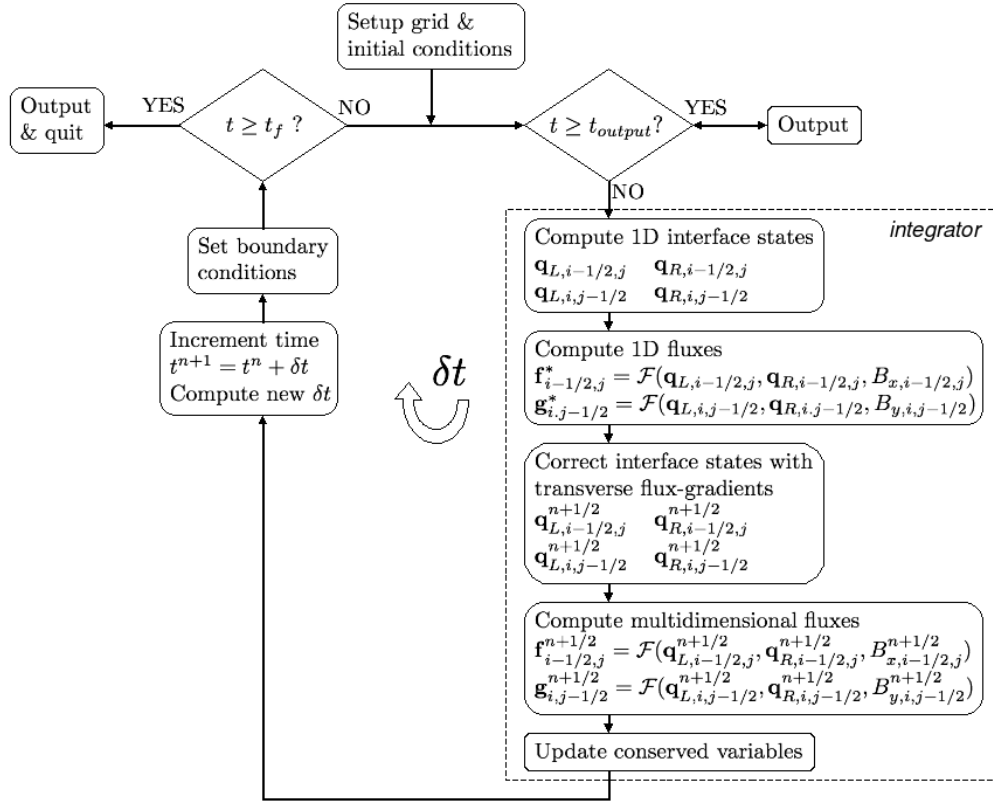 Setup grid &
initial conditions
Output
& quit
YES
t ≥ t_f ?
NO
t ≥ t_{output}?
YES
Output
NO
integrator
Compute 1D interface states
q_{L,i−1/2,j} q_{R,i−1/2,j}
q_{L,i,j−1/2} q_{R,i,j−1/2}
Compute 1D fluxes
f^*_{i−1/2,j} = F(q_{L,i−1/2,j}, q_{R,i−1/2,j}, B_{x,i−1/2,j})
g^*_{i.j−1/2} = F(q_{L,i,j−1/2}, q_{R,i.j−1/2}, B_{y,i,j−1/2})
Correct interface states with
transverse flux-gradients
q^{n+1/2}_{L,i−1/2,j} q^{n+1/2}_{R,i−1/2,j}
q^{n+1/2}_{L,i,j−1/2} q^{n+1/2}_{R,i,j−1/2}
Compute multidimensional fluxes
f^{n+1/2}_{i−1/2,j} = F(q^{n+1/2}_{L,i−1/2,j}, q^{n+1/2}_{R,i−1/2,j}, B^{n+1/2}_{x,i−1/2,j})
g^{n+1/2}_{i,j−1/2} = F(q^{n+1/2}_{L,i,j−1/2}, q^{n+1/2}_{R,i,j−1/2}, B^{n+1/2}_{y,i,j−1/2})
Update conserved variables
Set boundary
conditions
Increment time
t^{n+1} = t^n + δt
Compute new δt
δt